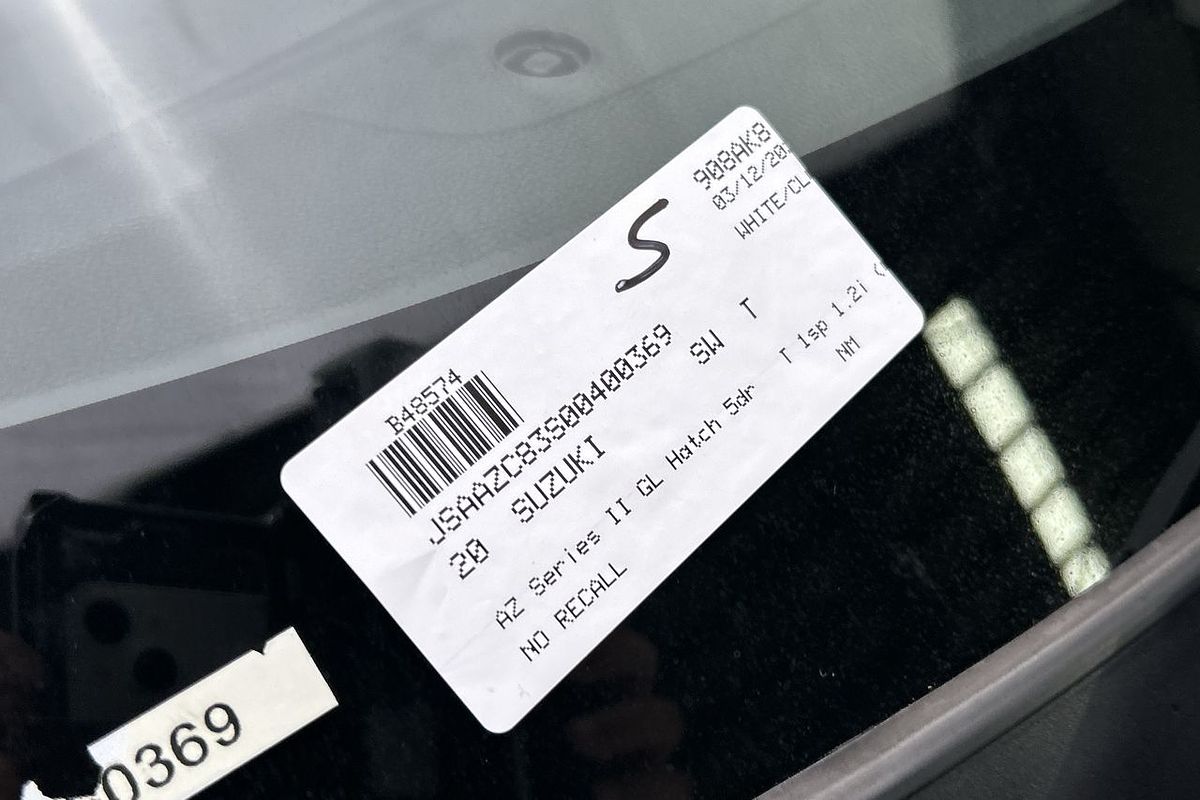 B48574
S
908AK8
03/12/20
WHITE/CL
JSAAZC83S00400369
20 SUZUKI SW T
AZ Series II GL Hatch 5dr T 1sp 1.2i (
NO RECALL NM
0369